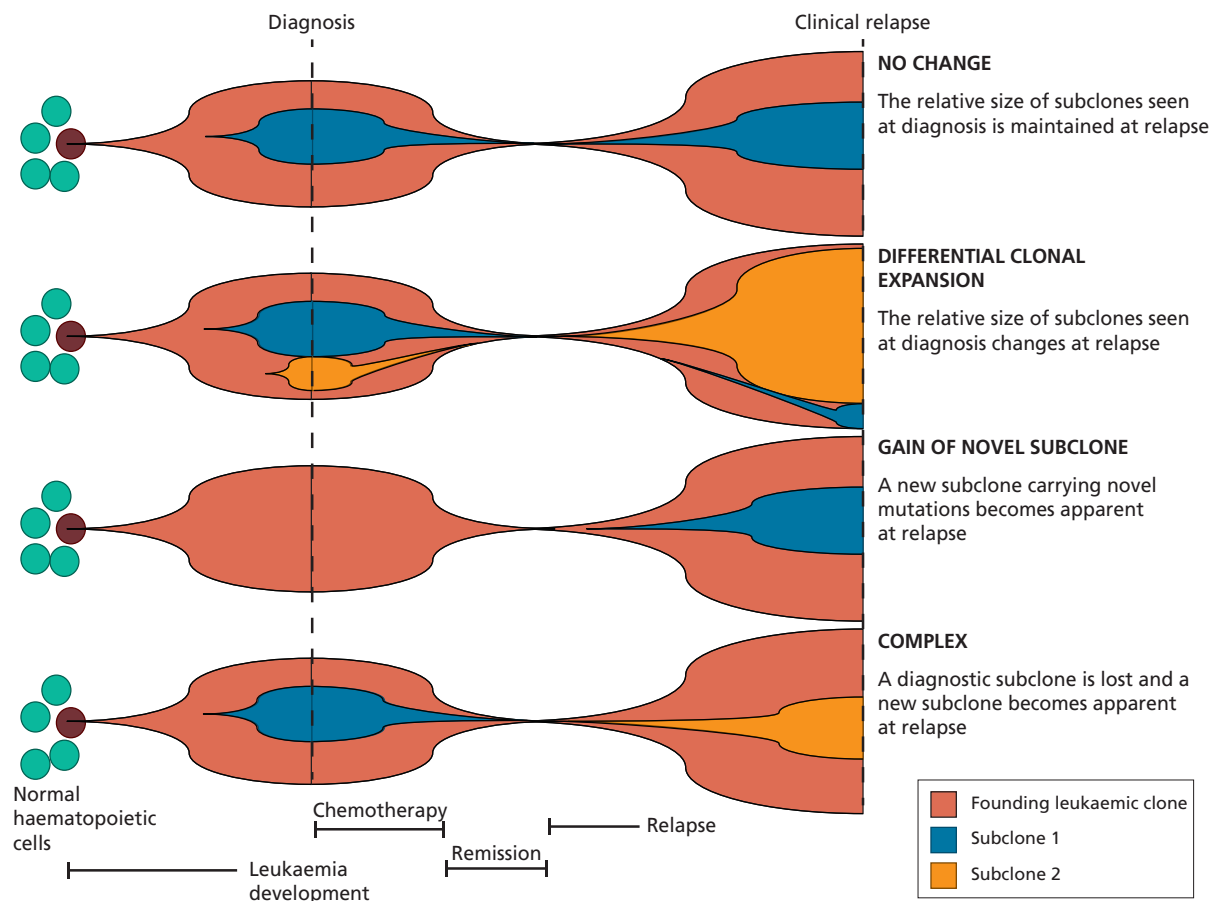 Diagnosis
Clinical relapse
NO CHANGE
The relative size of subclones seen
at diagnosis is maintained at relapse
DIFFERENTIAL CLONAL
EXPANSION
The relative size of subclones seen
at diagnosis changes at relapse
GAIN OF NOVEL SUBCLONE
A new subclone carrying novel
mutations becomes apparent
at relapse
COMPLEX
A diagnostic subclone is lost and a
new subclone becomes apparent
at relapse
Normal
haematopoietic
cells
Chemotherapy
Relapse
Remission
Leukaemia
development
Founding leukaemic clone
Subclone 1
Subclone 2